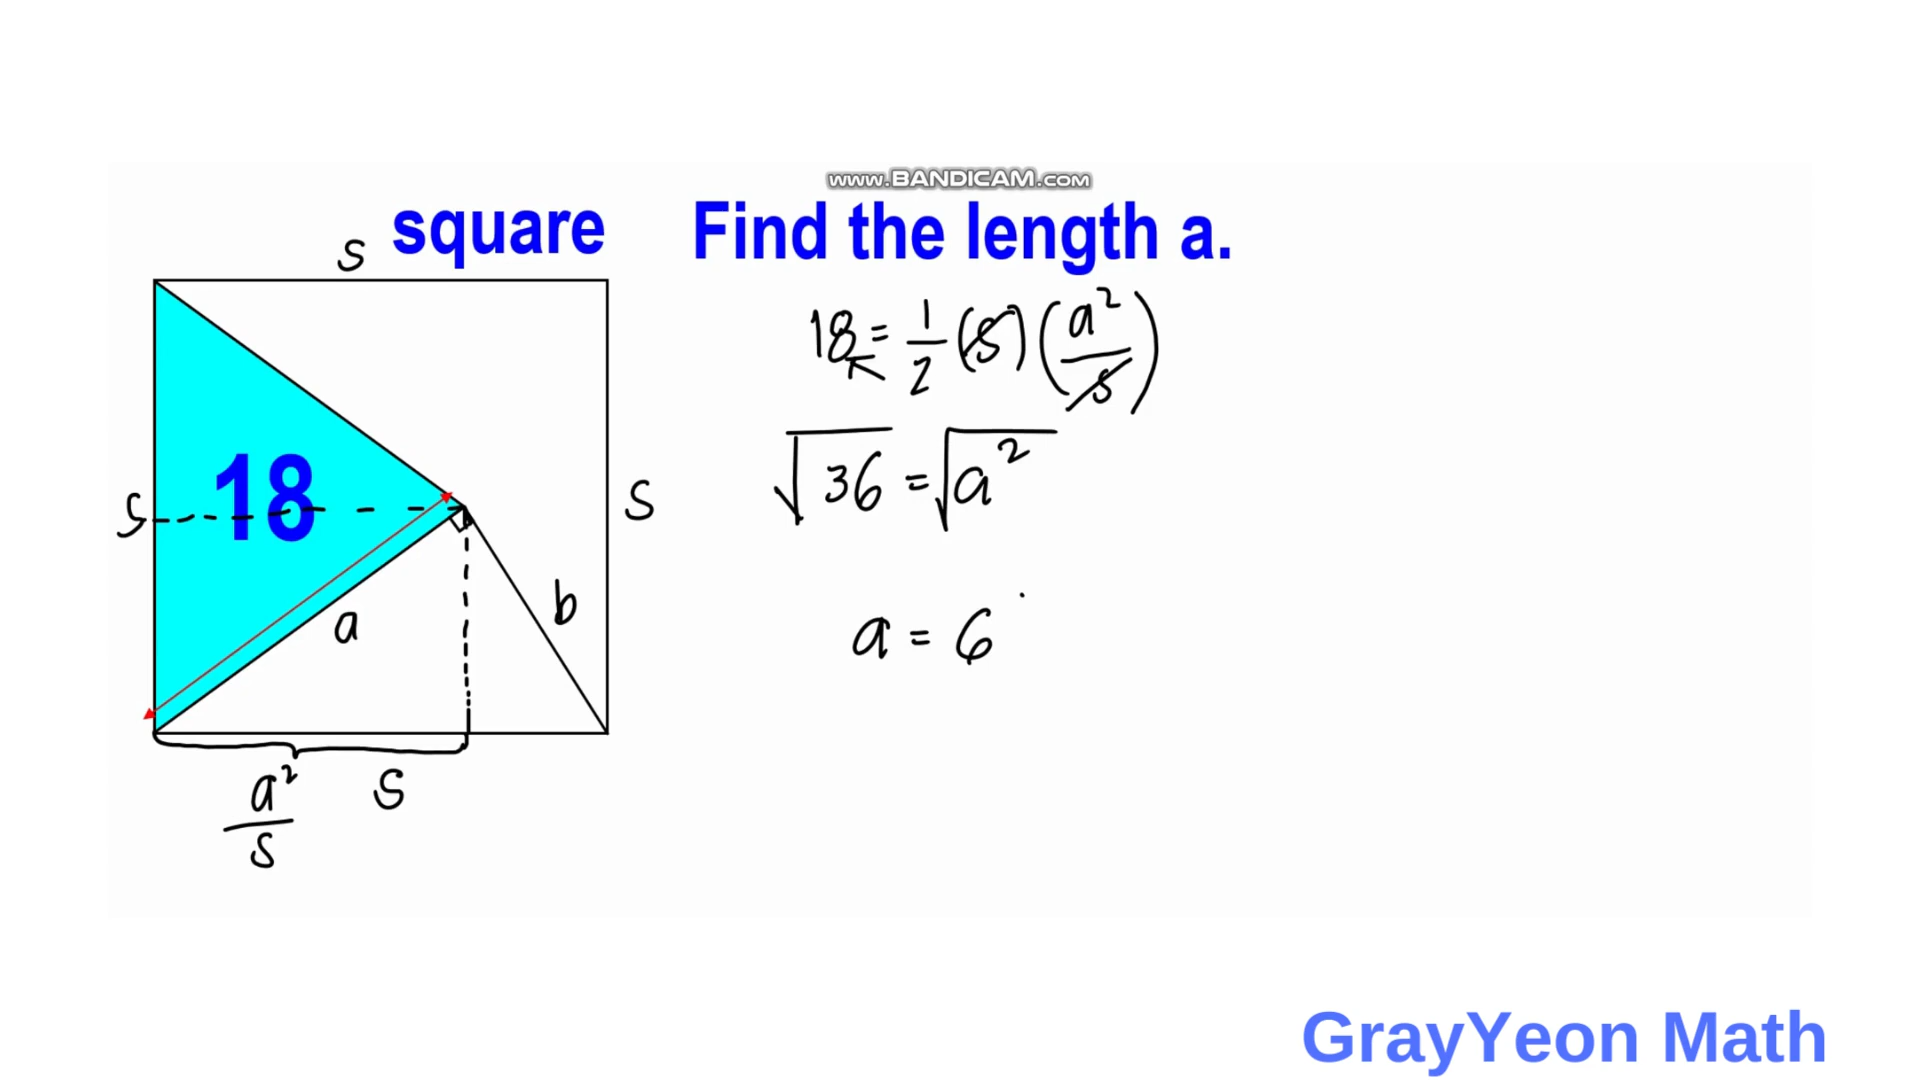 www.BANDICAM.com
square Find the length a.
s
18 = 1/2 (s) (a²/s)
√36 = √a²
18
s
s
b
a
a = 6
a²/s
s
GrayYeon Math